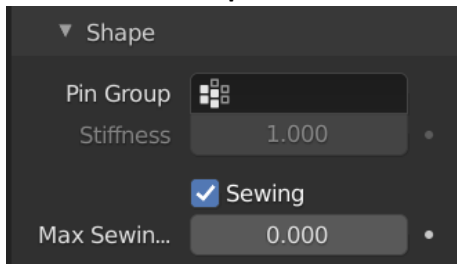 Shape
Pin Group
Stiffness 1.000
Sewing
Max Sewin... 0.000